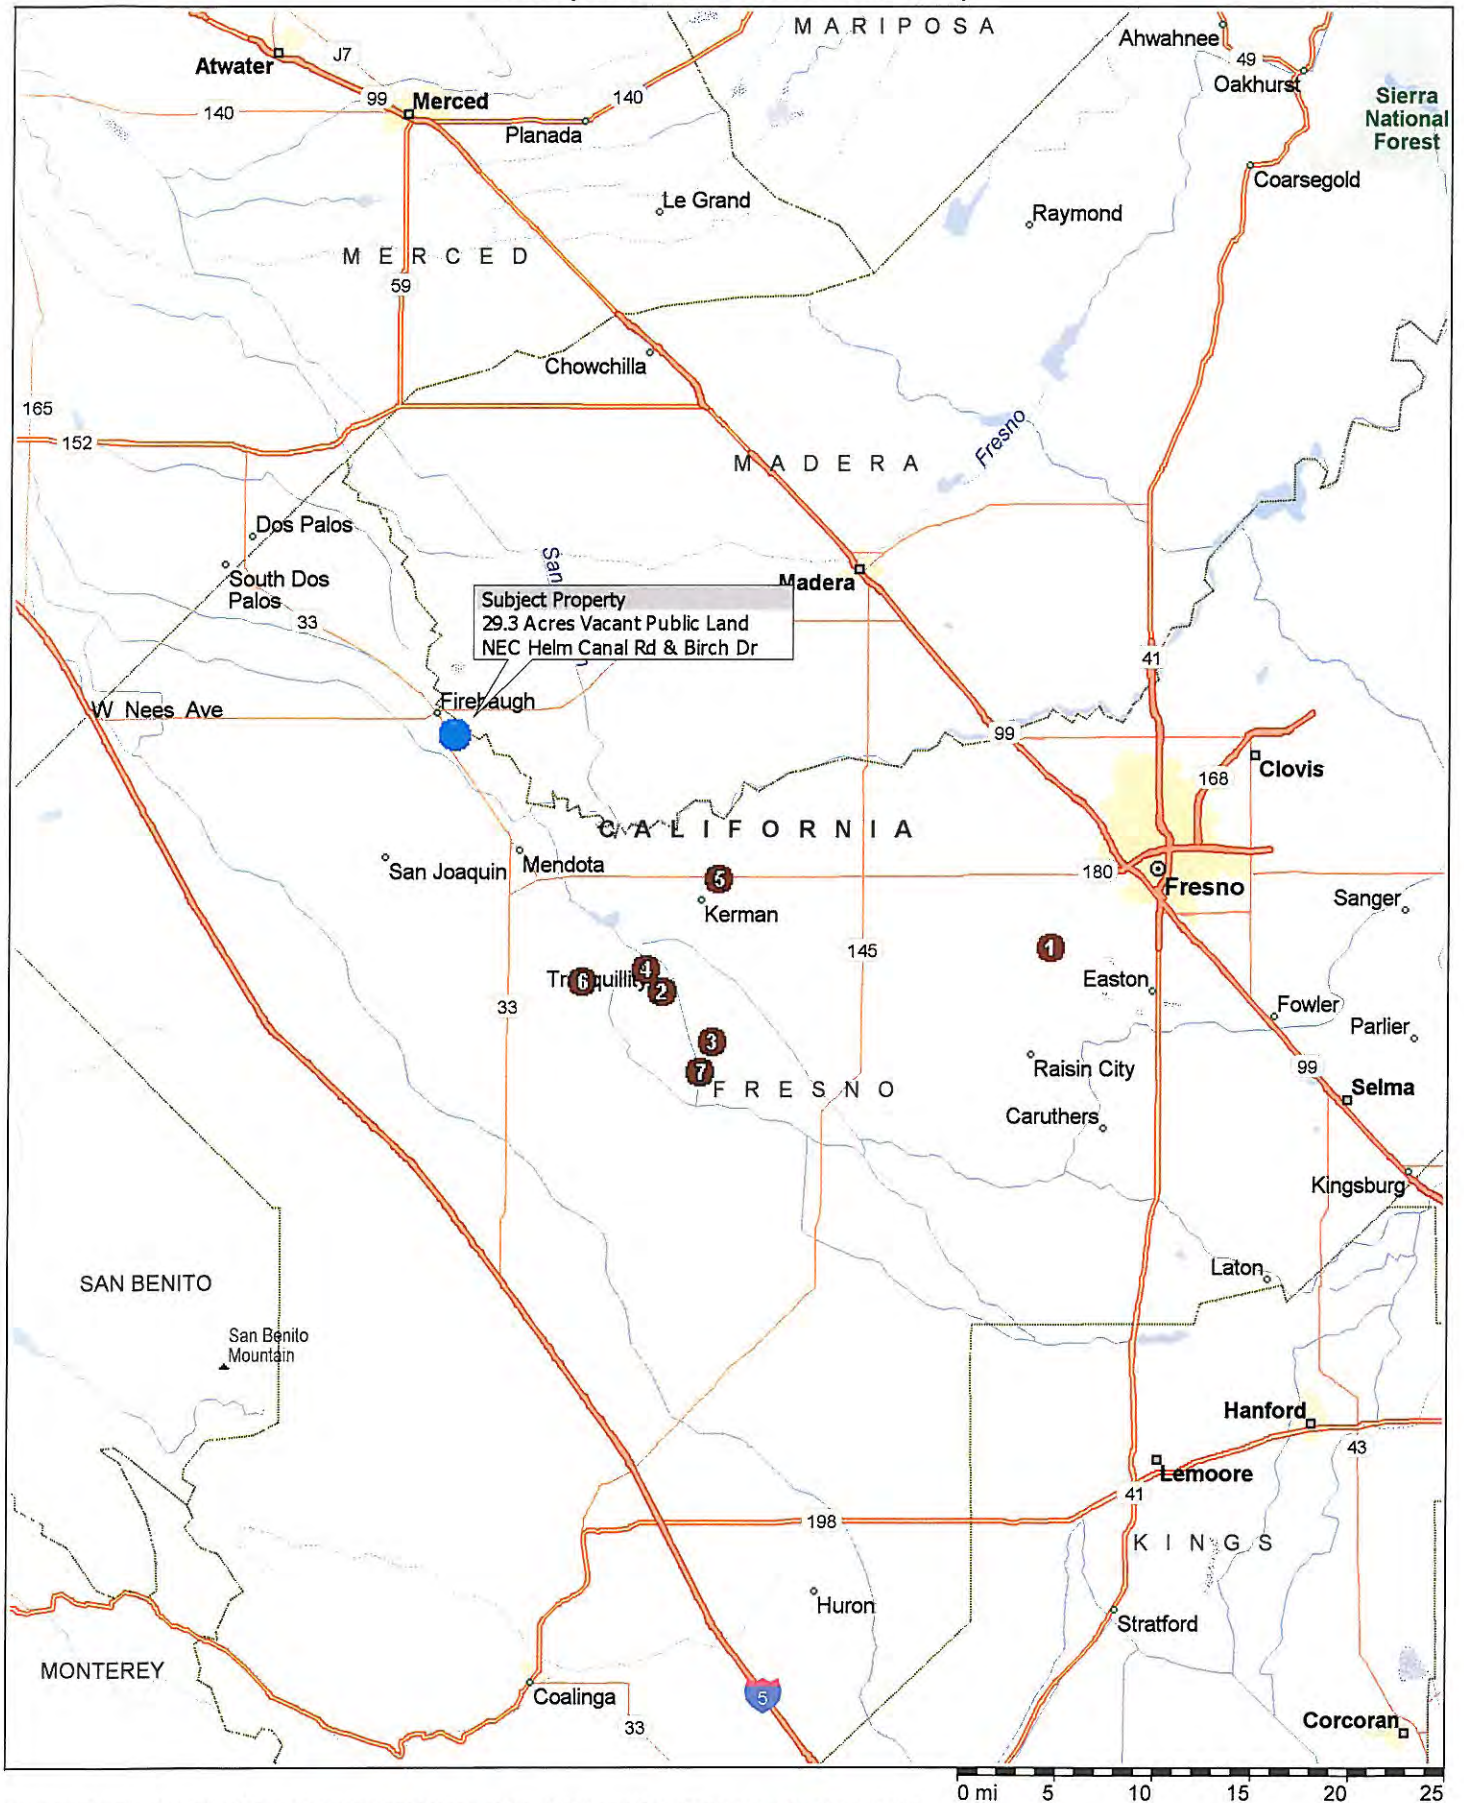 MARIPOSA
Ahwahnee
49
Oakhurst
Atwater
J7
99
Merced
140
140
Planada
Sierra
National
Forest
Coarsegold
Le Grand
Raymond
MERCED
59
Chowchilla
165
152
MADERA
Fresno
Dos Palos
San
South Dos
Palos
33
Madera
Subject Property
29.3 Acres Vacant Public Land
NEC Helm Canal Rd & Birch Dr
41
W Nees Ave
Firebaugh
99
Clovis
168
CALIFORNIA
San Joaquin
Mendota
5
180
Fresno
Kerman
Sanger
145
1
4
Tranquillity
6
2
Easton
33
Fowler
Parlier
3
7
Raisin City
99
FRESNO
Selma
Caruthers
Kingsburg
Laton
SAN BENITO
San Benito
Mountain
Hanford
43
Lemoore
41
198
KINGS
Huron
Stratford
MONTEREY
Coalinga
5
33
Corcoran
0 mi 5 10 15 20 25